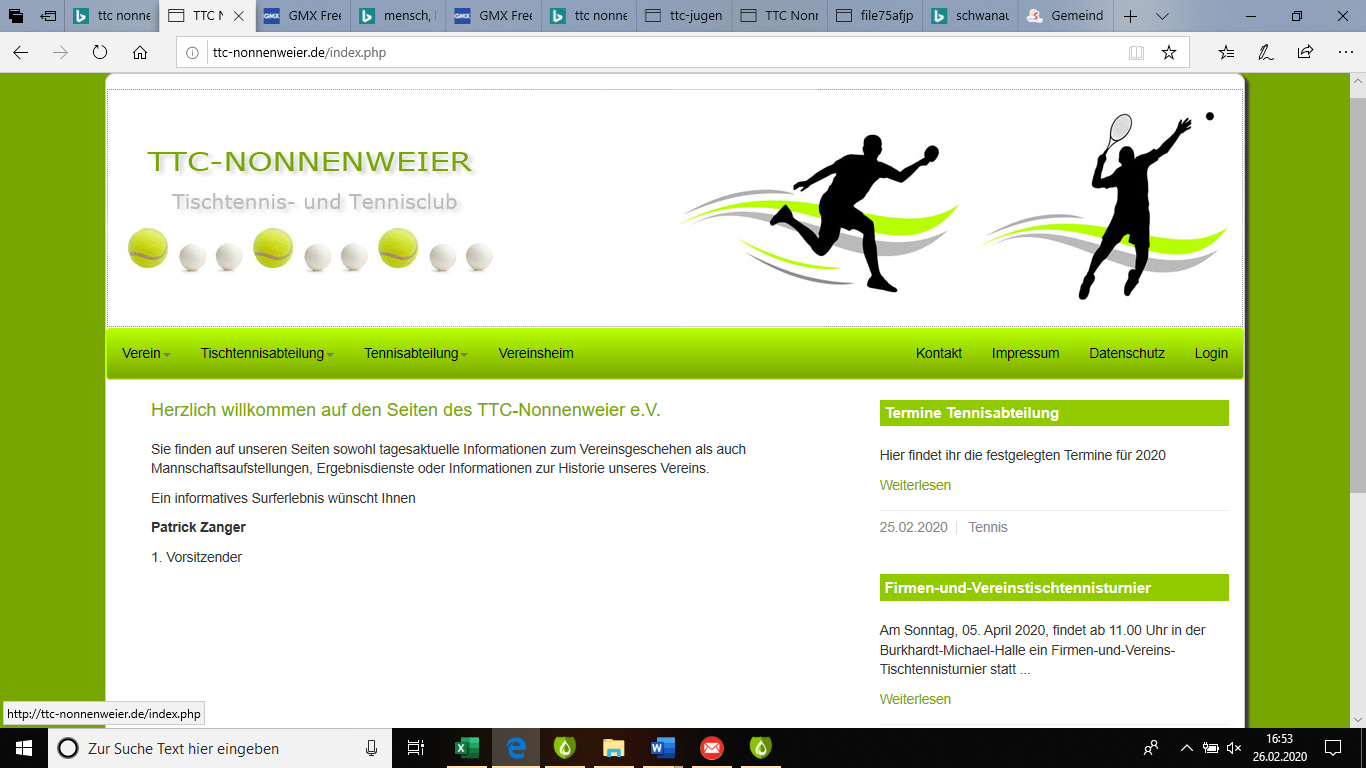 ttc nonne
TTC N
GMX Free
mensch, l
GMX Free
ttc nonne
ttc-jugen
TTC Nonn
file75afjp
schwanau
Gemeind
ttc-nonnenweier.de/index.php
TTC-NONNENWEIER
Tischtennis- und Tennisclub
Verein
Tischtennisabteilung
Tennisabteilung
Vereinsheim
Kontakt
Impressum
Datenschutz
Login
Herzlich willkommen auf den Seiten des TTC-Nonnenweier e.V.
Sie finden auf unseren Seiten sowohl tagesaktuelle Informationen zum Vereinsgeschehen als auch
Mannschaftsaufstellungen, Ergebnisdienste oder Informationen zur Historie unseres Vereins.
Ein informatives Surferlebnis wünscht Ihnen
Patrick Zanger
1. Vorsitzender
Termine Tennisabteilung
Hier findet ihr die festgelegten Termine für 2020
Weiterlesen
25.02.2020 Tennis
Firmen-und-Vereinstischtennisturnier
Am Sonntag, 05. April 2020, findet ab 11.00 Uhr in der
Burkhardt-Michael-Halle ein Firmen-und-Vereins-
Tischtennisturnier statt ...
Weiterlesen
http://ttc-nonnenweier.de/index.php
Zur Suche Text hier eingeben
16:53
26.02.2020